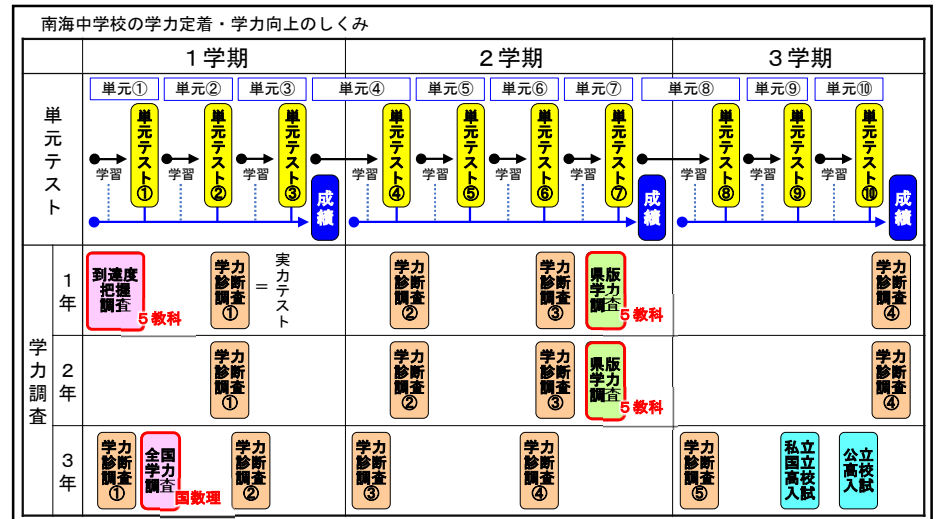 南海中学校の学力定着・学力向上のしくみ
1学期 2学期 3学期
単元テスト
単元① 単元② 単元③ 単元④ 単元⑤ 単元⑥ 単元⑦ 単元⑧ 単元⑨ 単元⑩
単元テスト① 単元テスト② 単元テスト③ 単元テスト④ 単元テスト⑤ 単元テスト⑥ 単元テスト⑦ 単元テスト⑧ 単元テスト⑨ 単元テスト⑩
学習 学習 学習 学習 学習 学習 学習 学習 学習 学習
成績 成績 成績
学力調査
1年
到達度把握調査
5教科
学力診断調査①
=
実力テスト
学力診断調査②
学力診断調査③
県版学力調査
5教科
学力診断調査④
2年
学力診断調査①
学力診断調査②
学力診断調査③
県版学力調査
5教科
学力診断調査④
3年
学力診断調査①
全国学力調査
国数理
学力診断調査②
学力診断調査③
学力診断調査④
学力診断調査⑤
私立国立高校入試
公立高校入試